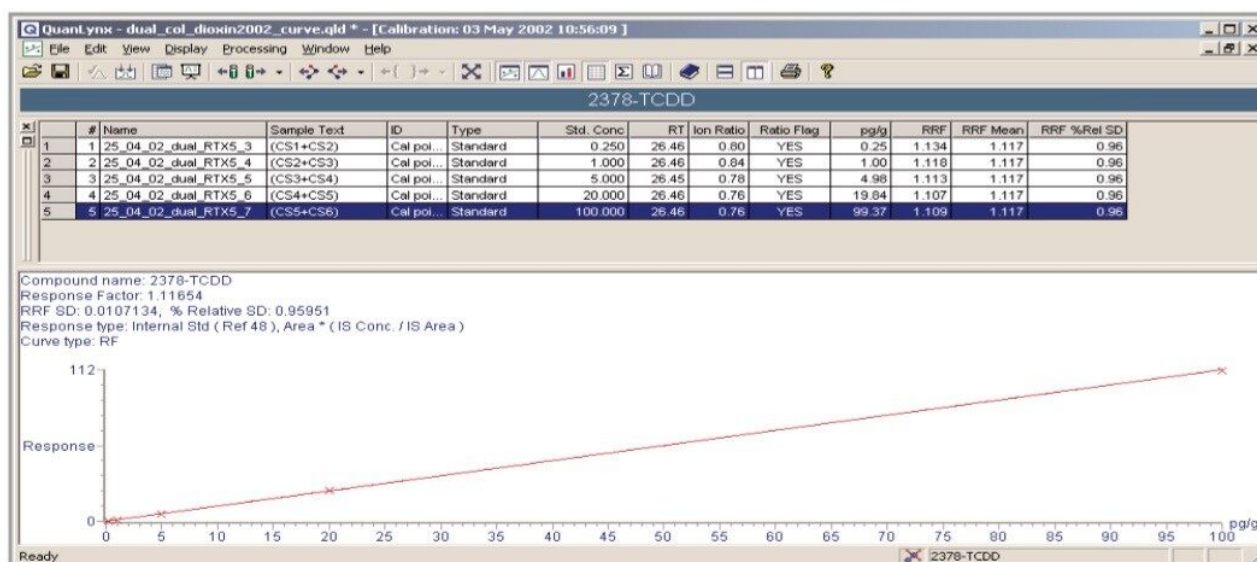 QuanLynx - dual_col_dioxin2002_curve.qld * - [Calibration: 03 May 2002 10:56:09 ]
File Edit View Display Processing Window Help
2378-TCDD
# Name Sample Text ID Type Std. Conc RT Ion Ratio Ratio Flag pg/g RRF RRF Mean RRF %Rel SD
1 1 25_04_02_dual_RTX5_3 (CS1+CS2) Cal poi... Standard 0.250 26.46 0.80 YES 0.25 1.134 1.117 0.96
2 2 25_04_02_dual_RTX5_4 (CS2+CS3) Cal poi... Standard 1.000 26.46 0.84 YES 1.00 1.118 1.117 0.96
3 3 25_04_02_dual_RTX5_5 (CS3+CS4) Cal poi... Standard 5.000 26.45 0.78 YES 4.98 1.113 1.117 0.96
4 4 25_04_02_dual_RTX5_6 (CS4+CS5) Cal poi... Standard 20.000 26.46 0.76 YES 19.84 1.107 1.117 0.96
5 5 25_04_02_dual_RTX5_7 (CS5+CS6) Cal poi... Standard 100.000 26.46 0.76 YES 99.37 1.109 1.117 0.96
Compound name: 2378-TCDD
Response Factor: 1.11654
RRF SD: 0.0107134, % Relative SD: 0.95951
Response type: Internal Std ( Ref 48 ), Area * ( IS Conc. / IS Area )
Curve type: RF
112
Response
0
0 5 10 15 20 25 30 35 40 45 50 55 60 65 70 75 80 85 90 95 100 pg/g
Ready 2378-TCDD